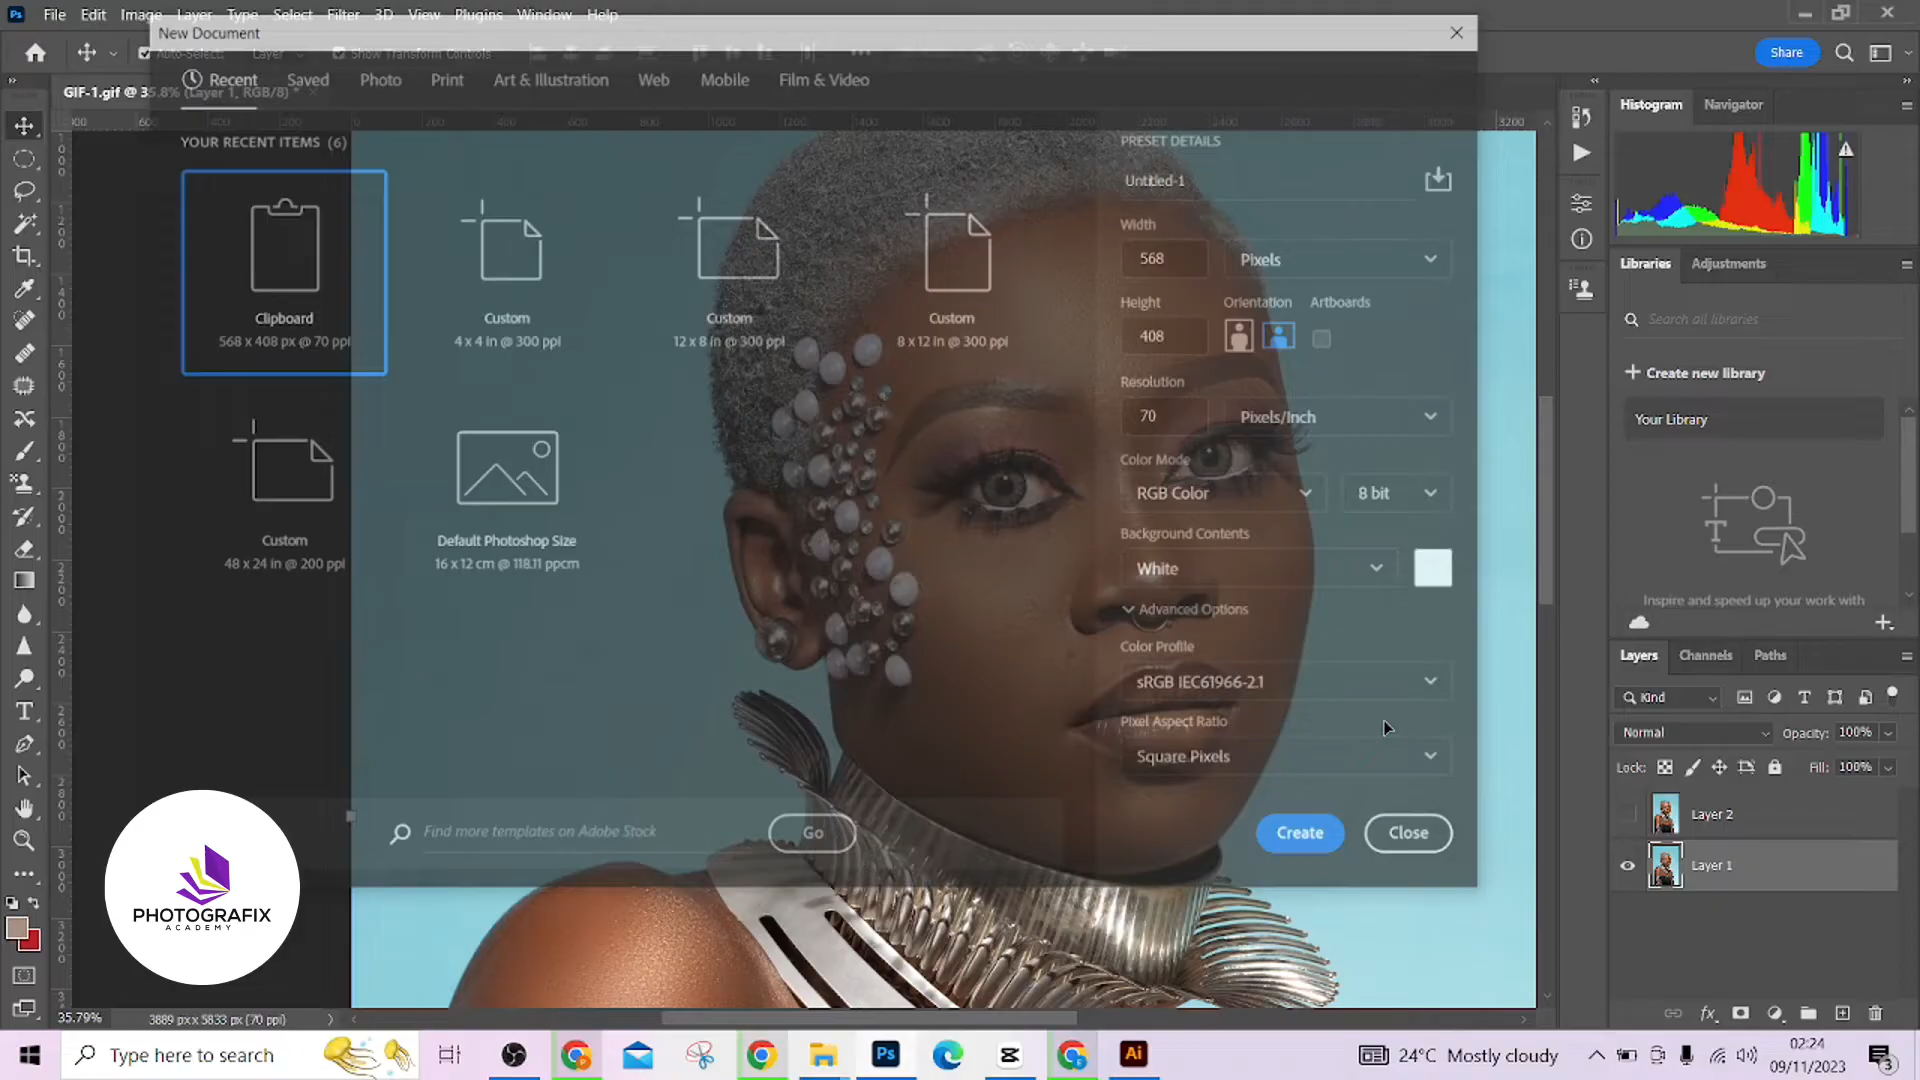 File Edit Image Layer Type Select Filter 3D View Plugins Window Help
New Document
Auto-Select: Layer Show Transform Controls
Share
Recent Saved Photo Print Art & Illustration Web Mobile Film & Video
GIF-1.gif @ 35.8% (Layer 1, RGB/8) *
YOUR RECENT ITEMS (6)
Clipboard
568 x 408 px @ 70 ppi
Custom
4 x 4 in @ 300 ppi
Custom
12 x 8 in @ 300 ppi
Custom
8 x 12 in @ 300 ppi
Custom
48 x 24 in @ 200 ppi
Default Photoshop Size
16 x 12 cm @ 118.11 ppcm
Find more templates on Adobe Stock
Go
PRESET DETAILS
Untitled-1
Width
568 Pixels
Height Orientation Artboards
408
Resolution
70 Pixels/Inch
Color Mode
RGB Color 8 bit
Background Contents
White
Advanced Options
Color Profile
sRGB IEC61966-2.1
Pixel Aspect Ratio
Square Pixels
Create Close
Histogram Navigator
Libraries Adjustments
Search all libraries
Create new library
Your Library
Inspire and speed up your work with
Layers Channels Paths
Kind
Normal Opacity: 100%
Lock: Fill: 100%
Layer 2
Layer 1
PHOTOGRAFIX
ACADEMY
35.79% 3889 px x 5833 px (70 ppi)
Type here to search
24°C Mostly cloudy
02:24
09/11/2023
3